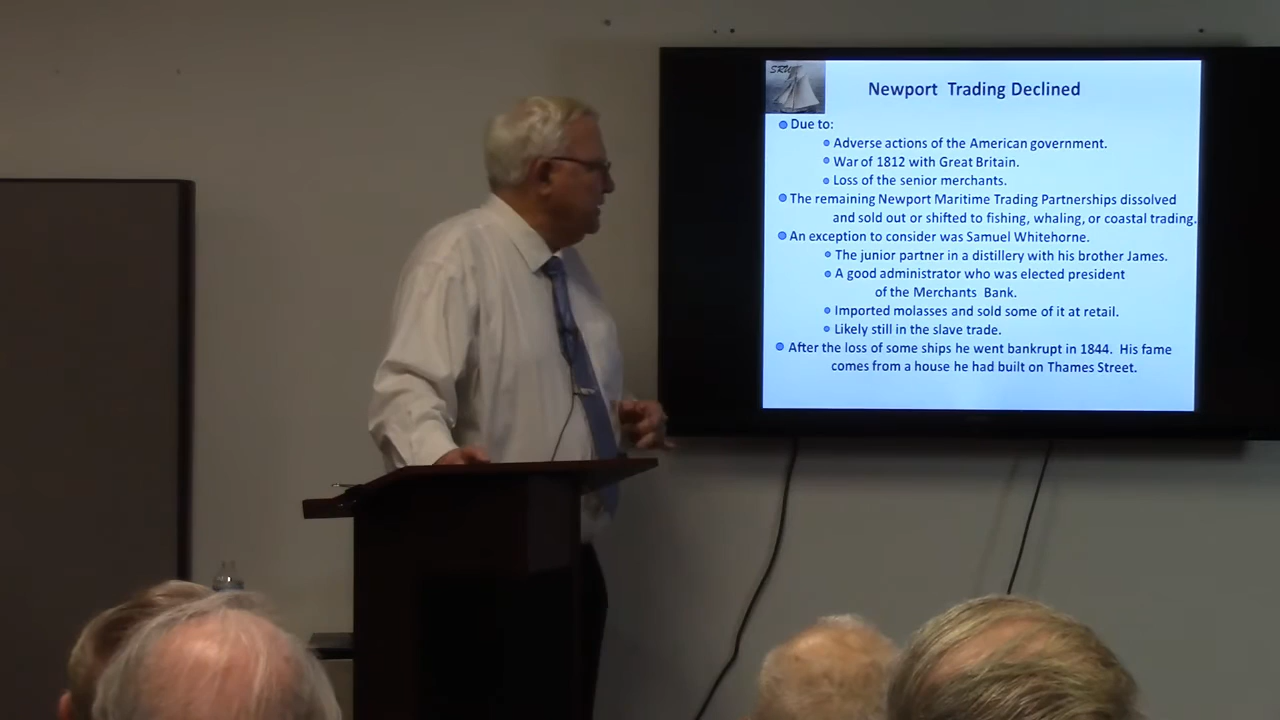 SRU
Newport Trading Declined
Due to:
Adverse actions of the American government.
War of 1812 with Great Britain.
Loss of the senior merchants.
The remaining Newport Maritime Trading Partnerships dissolved
and sold out or shifted to fishing, whaling, or coastal trading.
An exception to consider was Samuel Whitehorne.
The junior partner in a distillery with his brother James.
A good administrator who was elected president
of the Merchants Bank.
Imported molasses and sold some of it at retail.
Likely still in the slave trade.
After the loss of some ships he went bankrupt in 1844. His fame
comes from a house he had built on Thames Street.